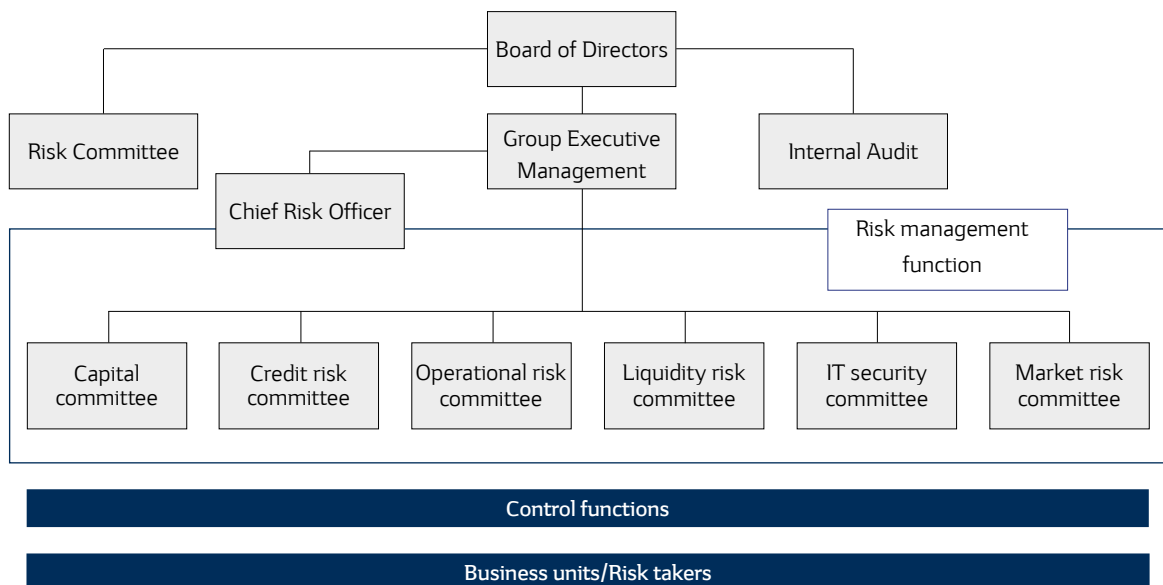 Board of Directors
Risk Committee
Group Executive
Management
Internal Audit
Chief Risk Officer
Risk management
function
Capital
committee
Credit risk
committee
Operational risk
committee
Liquidity risk
committee
IT security
committee
Market risk
committee
Control functions
Business units/Risk takers